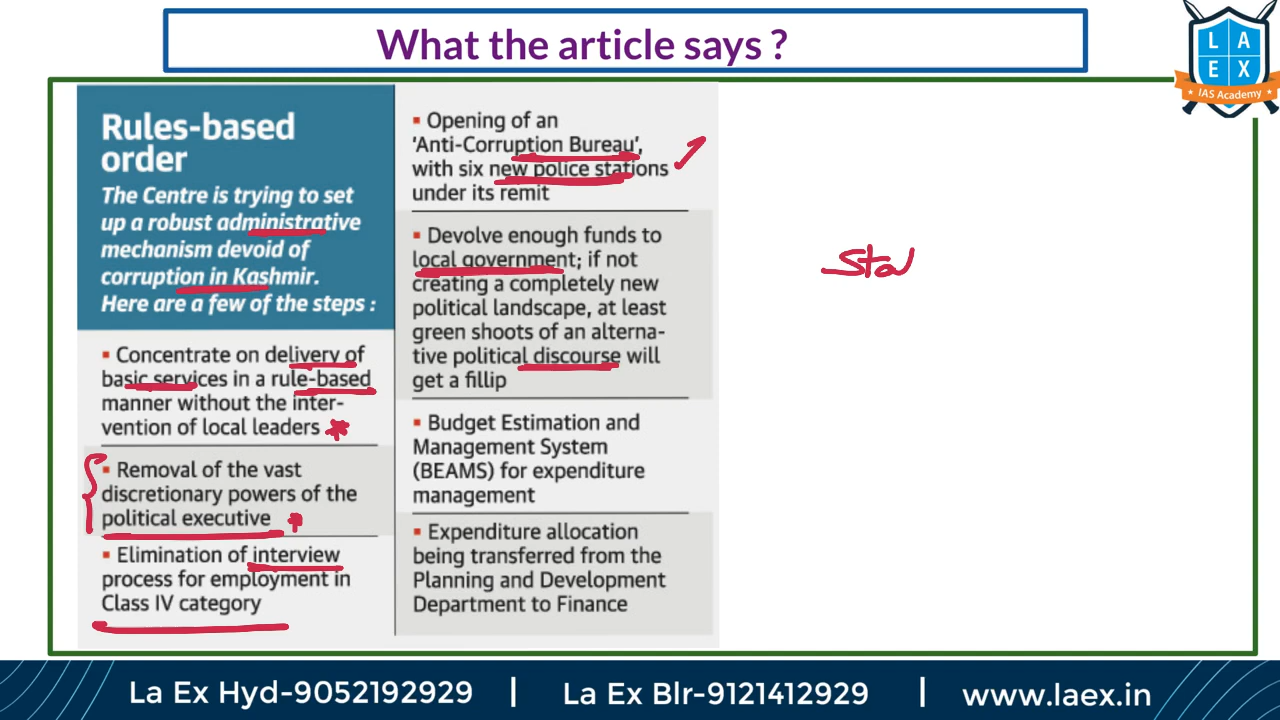 What the article says ?
L A
E X
IAS Academy
Rules-based
order
The Centre is trying to set
up a robust administrative
mechanism devoid of
corruption in Kashmir.
Here are a few of the steps :
▪ Concentrate on delivery of
basic services in a rule-based
manner without the inter-
vention of local leaders
▪ Removal of the vast
discretionary powers of the
political executive
▪ Elimination of interview
process for employment in
Class IV category
▪ Opening of an
'Anti-Corruption Bureau',
with six new police stations
under its remit
▪ Devolve enough funds to
local government; if not
creating a completely new
political landscape, at least
green shoots of an alterna-
tive political discourse will
get a fillip
▪ Budget Estimation and
Management System
(BEAMS) for expenditure
management
▪ Expenditure allocation
being transferred from the
Planning and Development
Department to Finance
La Ex Hyd-9052192929 | La Ex Blr-9121412929 | www.laex.in